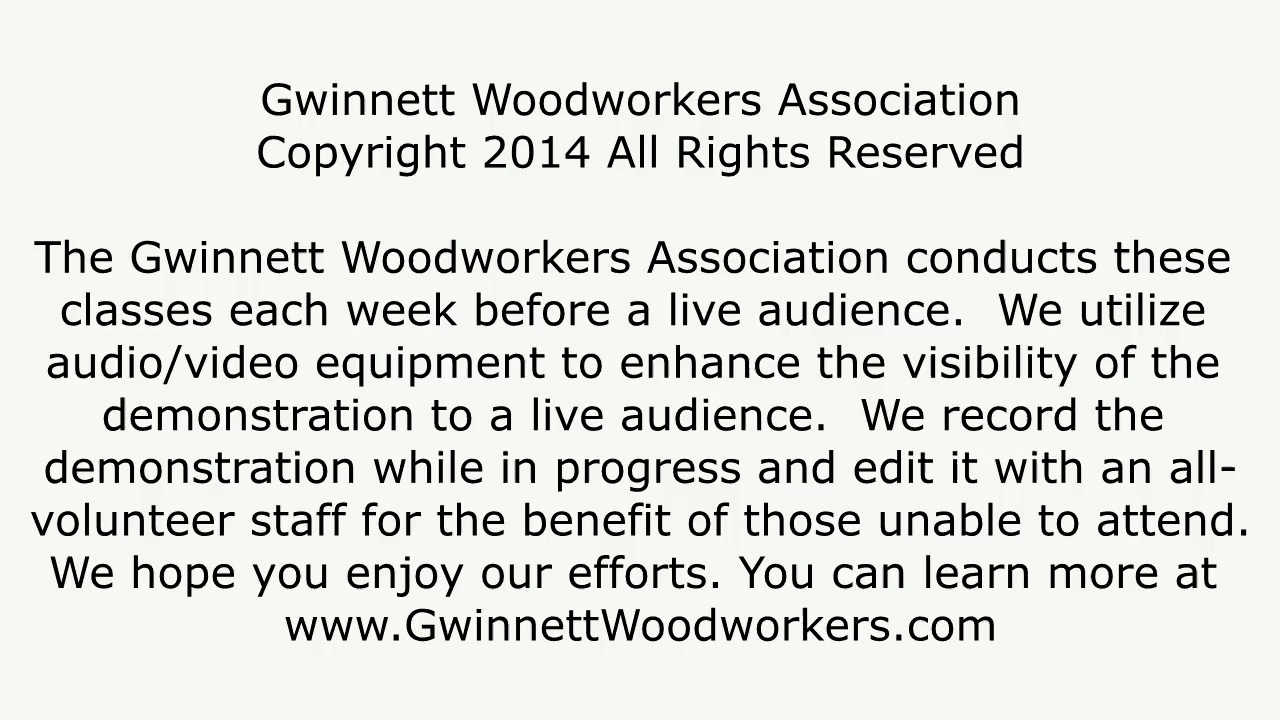 Gwinnett Woodworkers Association
Copyright 2014 All Rights Reserved
The Gwinnett Woodworkers Association conducts these
classes each week before a live audience.  We utilize
audio/video equipment to enhance the visibility of the
demonstration to a live audience.  We record the
demonstration while in progress and edit it with an all-
volunteer staff for the benefit of those unable to attend.
We hope you enjoy our efforts. You can learn more at
www.GwinnettWoodworkers.com